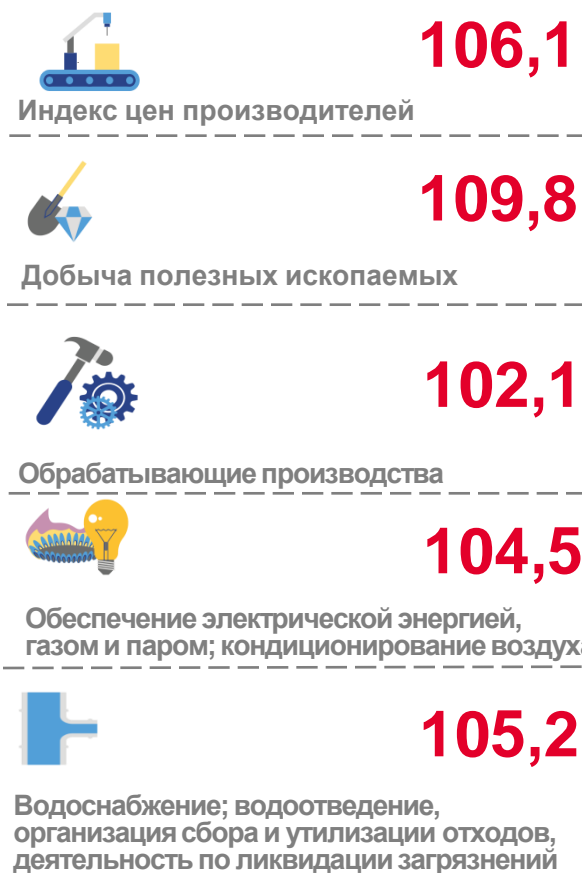 106,1
Индекс цен производителей
109,8
Добыча полезных ископаемых
102,1
Обрабатывающие производства
104,5
Обеспечение электрической энергией,
газом и паром; кондиционирование воздуха
105,2
Водоснабжение; водоотведение,
организация сбора и утилизации отходов,
деятельность по ликвидации загрязнений